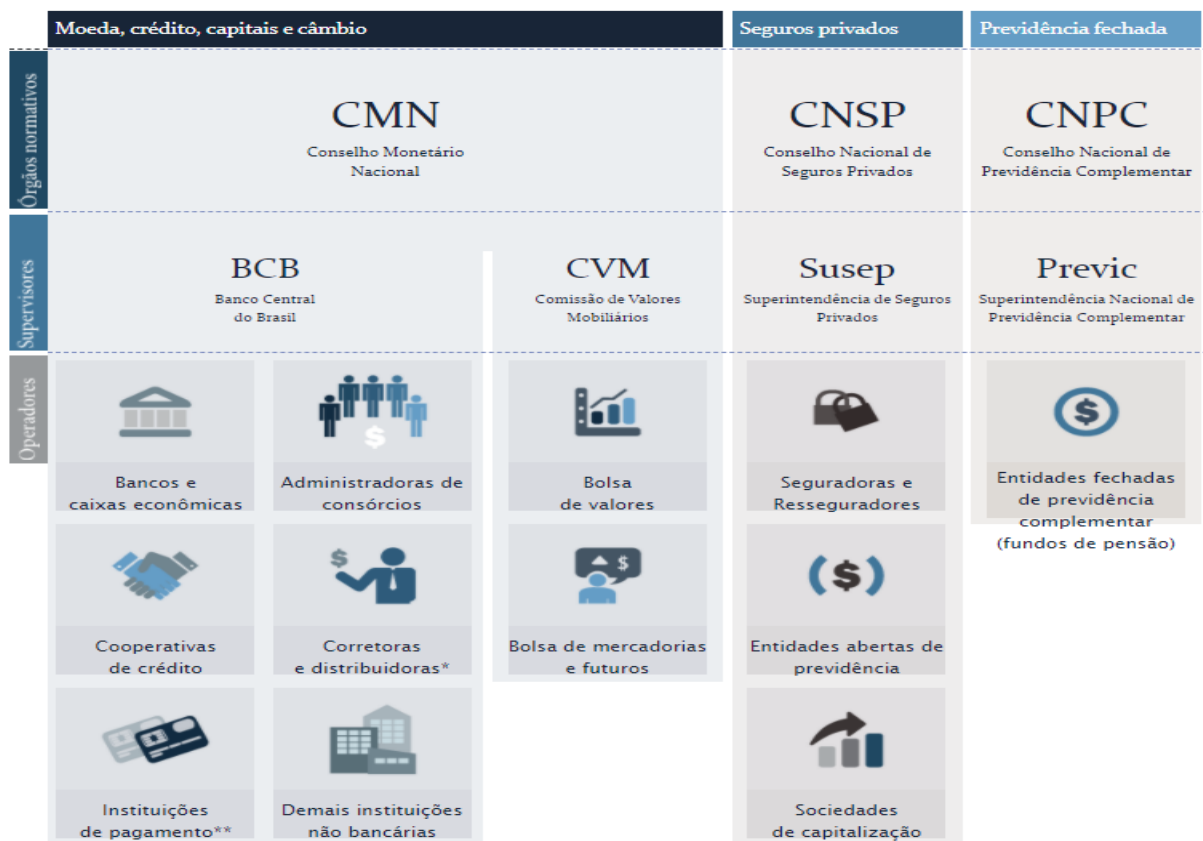 Moeda, crédito, capitais e câmbio
Seguros privados
Previdência fechada
Órgãos normativos
CMN
Conselho Monetário
Nacional
CNSP
Conselho Nacional de
Seguros Privados
CNPC
Conselho Nacional de
Previdência Complementar
Supervisores
BCB
Banco Central
do Brasil
CVM
Comissão de Valores
Mobiliários
Susep
Superintendência de Seguros
Privados
Previc
Superintendência Nacional de
Previdência Complementar
Operadores
Bancos e
caixas econômicas
Administradoras de
consórcios
Bolsa
de valores
Seguradoras e
Resseguradores
$
Entidades fechadas
de previdência
complementar
(fundos de pensão)
$
Cooperativas
de crédito
$
Corretoras
e distribuidoras*
$
Bolsa de mercadorias
e futuros
($)
Entidades abertas de
previdência
Instituições
de pagamento**
Demais instituições
não bancárias
Sociedades
de capitalização